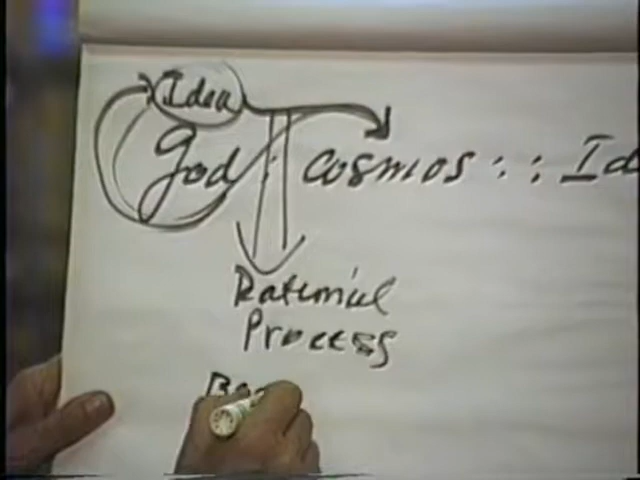 Idea
God : cosmos :: Id
Rational
Process
B